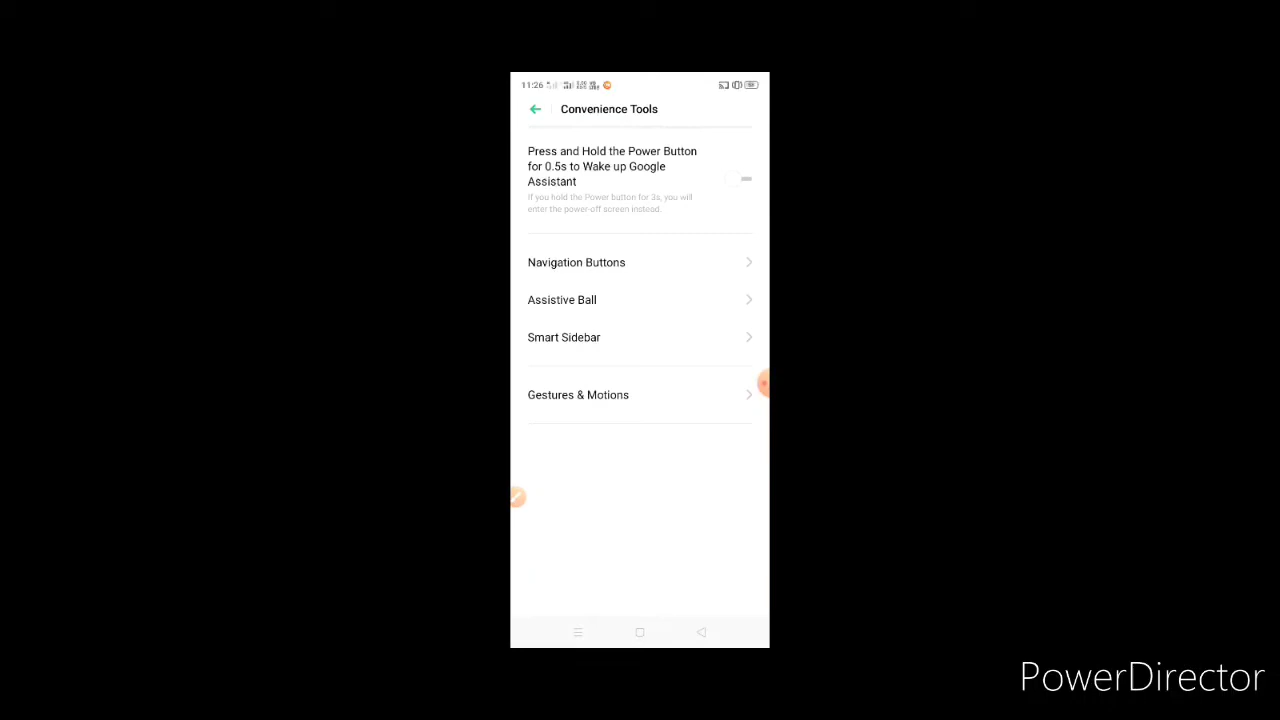 11:26
Convenience Tools
Press and Hold the Power Button
for 0.5s to Wake up Google
Assistant
If you hold the Power button for 3s, you will
enter the power-off screen instead.
Navigation Buttons
Assistive Ball
Smart Sidebar
Gestures & Motions
PowerDirector